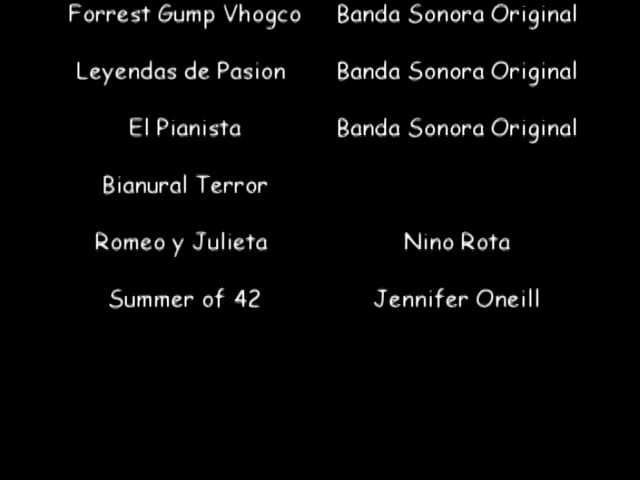 Forrest Gump Vhogco Banda Sonora Original
Leyendas de Pasion Banda Sonora Original
El Pianista Banda Sonora Original
Bianural Terror
Romeo y Julieta Nino Rota
Summer of 42 Jennifer Oneill